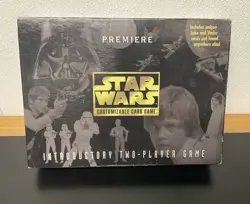 PREMIERE
Includes unique
Luke and Vader
cards not found
anywhere else!
STAR
WARS
CUSTOMIZABLE CARD GAME
INTRODUCTORY TWO-PLAYER GAME